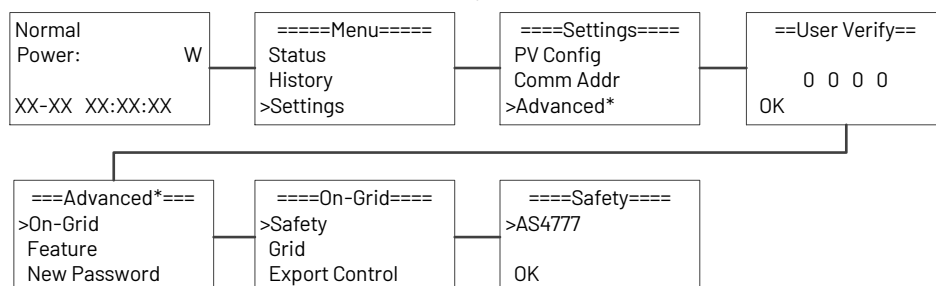 Normal
Power: W
XX-XX XX:XX:XX
=====Menu=====
Status
History
>Settings
====Settings====
PV Config
Comm Addr
>Advanced*
==User Verify==
0 0 0 0
OK
===Advanced*===
>On-Grid
Feature
New Password
====On-Grid====
>Safety
Grid
Export Control
====Safety====
>AS4777
OK